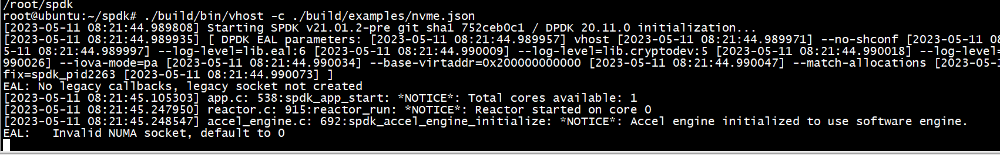 /root/spdk
root@ubuntu:~/spdk# ./build/bin/vhost -c ./build/examples/nvme.json
[2023-05-11 08:21:44.989808] Starting SPDK v21.01.2-pre git sha1 752ceb0c1 / DPDK 20.11.0 initialization...
[2023-05-11 08:21:44.989935] [ DPDK EAL parameters: [2023-05-11 08:21:44.989957] vhost [2023-05-11 08:21:44.989971] --no-shconf [2023-05-11 08
5-11 08:21:44.989997] --log-level=lib.eal:6 [2023-05-11 08:21:44.990009] --log-level=lib.cryptodev:5 [2023-05-11 08:21:44.990018] --log-level=
990026] --iova-mode=pa [2023-05-11 08:21:44.990034] --base-virtaddr=0x200000000000 [2023-05-11 08:21:44.990047] --match-allocations [2023-05-1
fix=spdk_pid2263 [2023-05-11 08:21:44.990073] ]
EAL: No legacy callbacks, legacy socket not created
[2023-05-11 08:21:45.105303] app.c: 538:spdk_app_start: *NOTICE*: Total cores available: 1
[2023-05-11 08:21:45.247950] reactor.c: 915:reactor_run: *NOTICE*: Reactor started on core 0
[2023-05-11 08:21:45.248547] accel_engine.c: 692:spdk_accel_engine_initialize: *NOTICE*: Accel engine initialized to use software engine.
EAL:   Invalid NUMA socket, default to 0